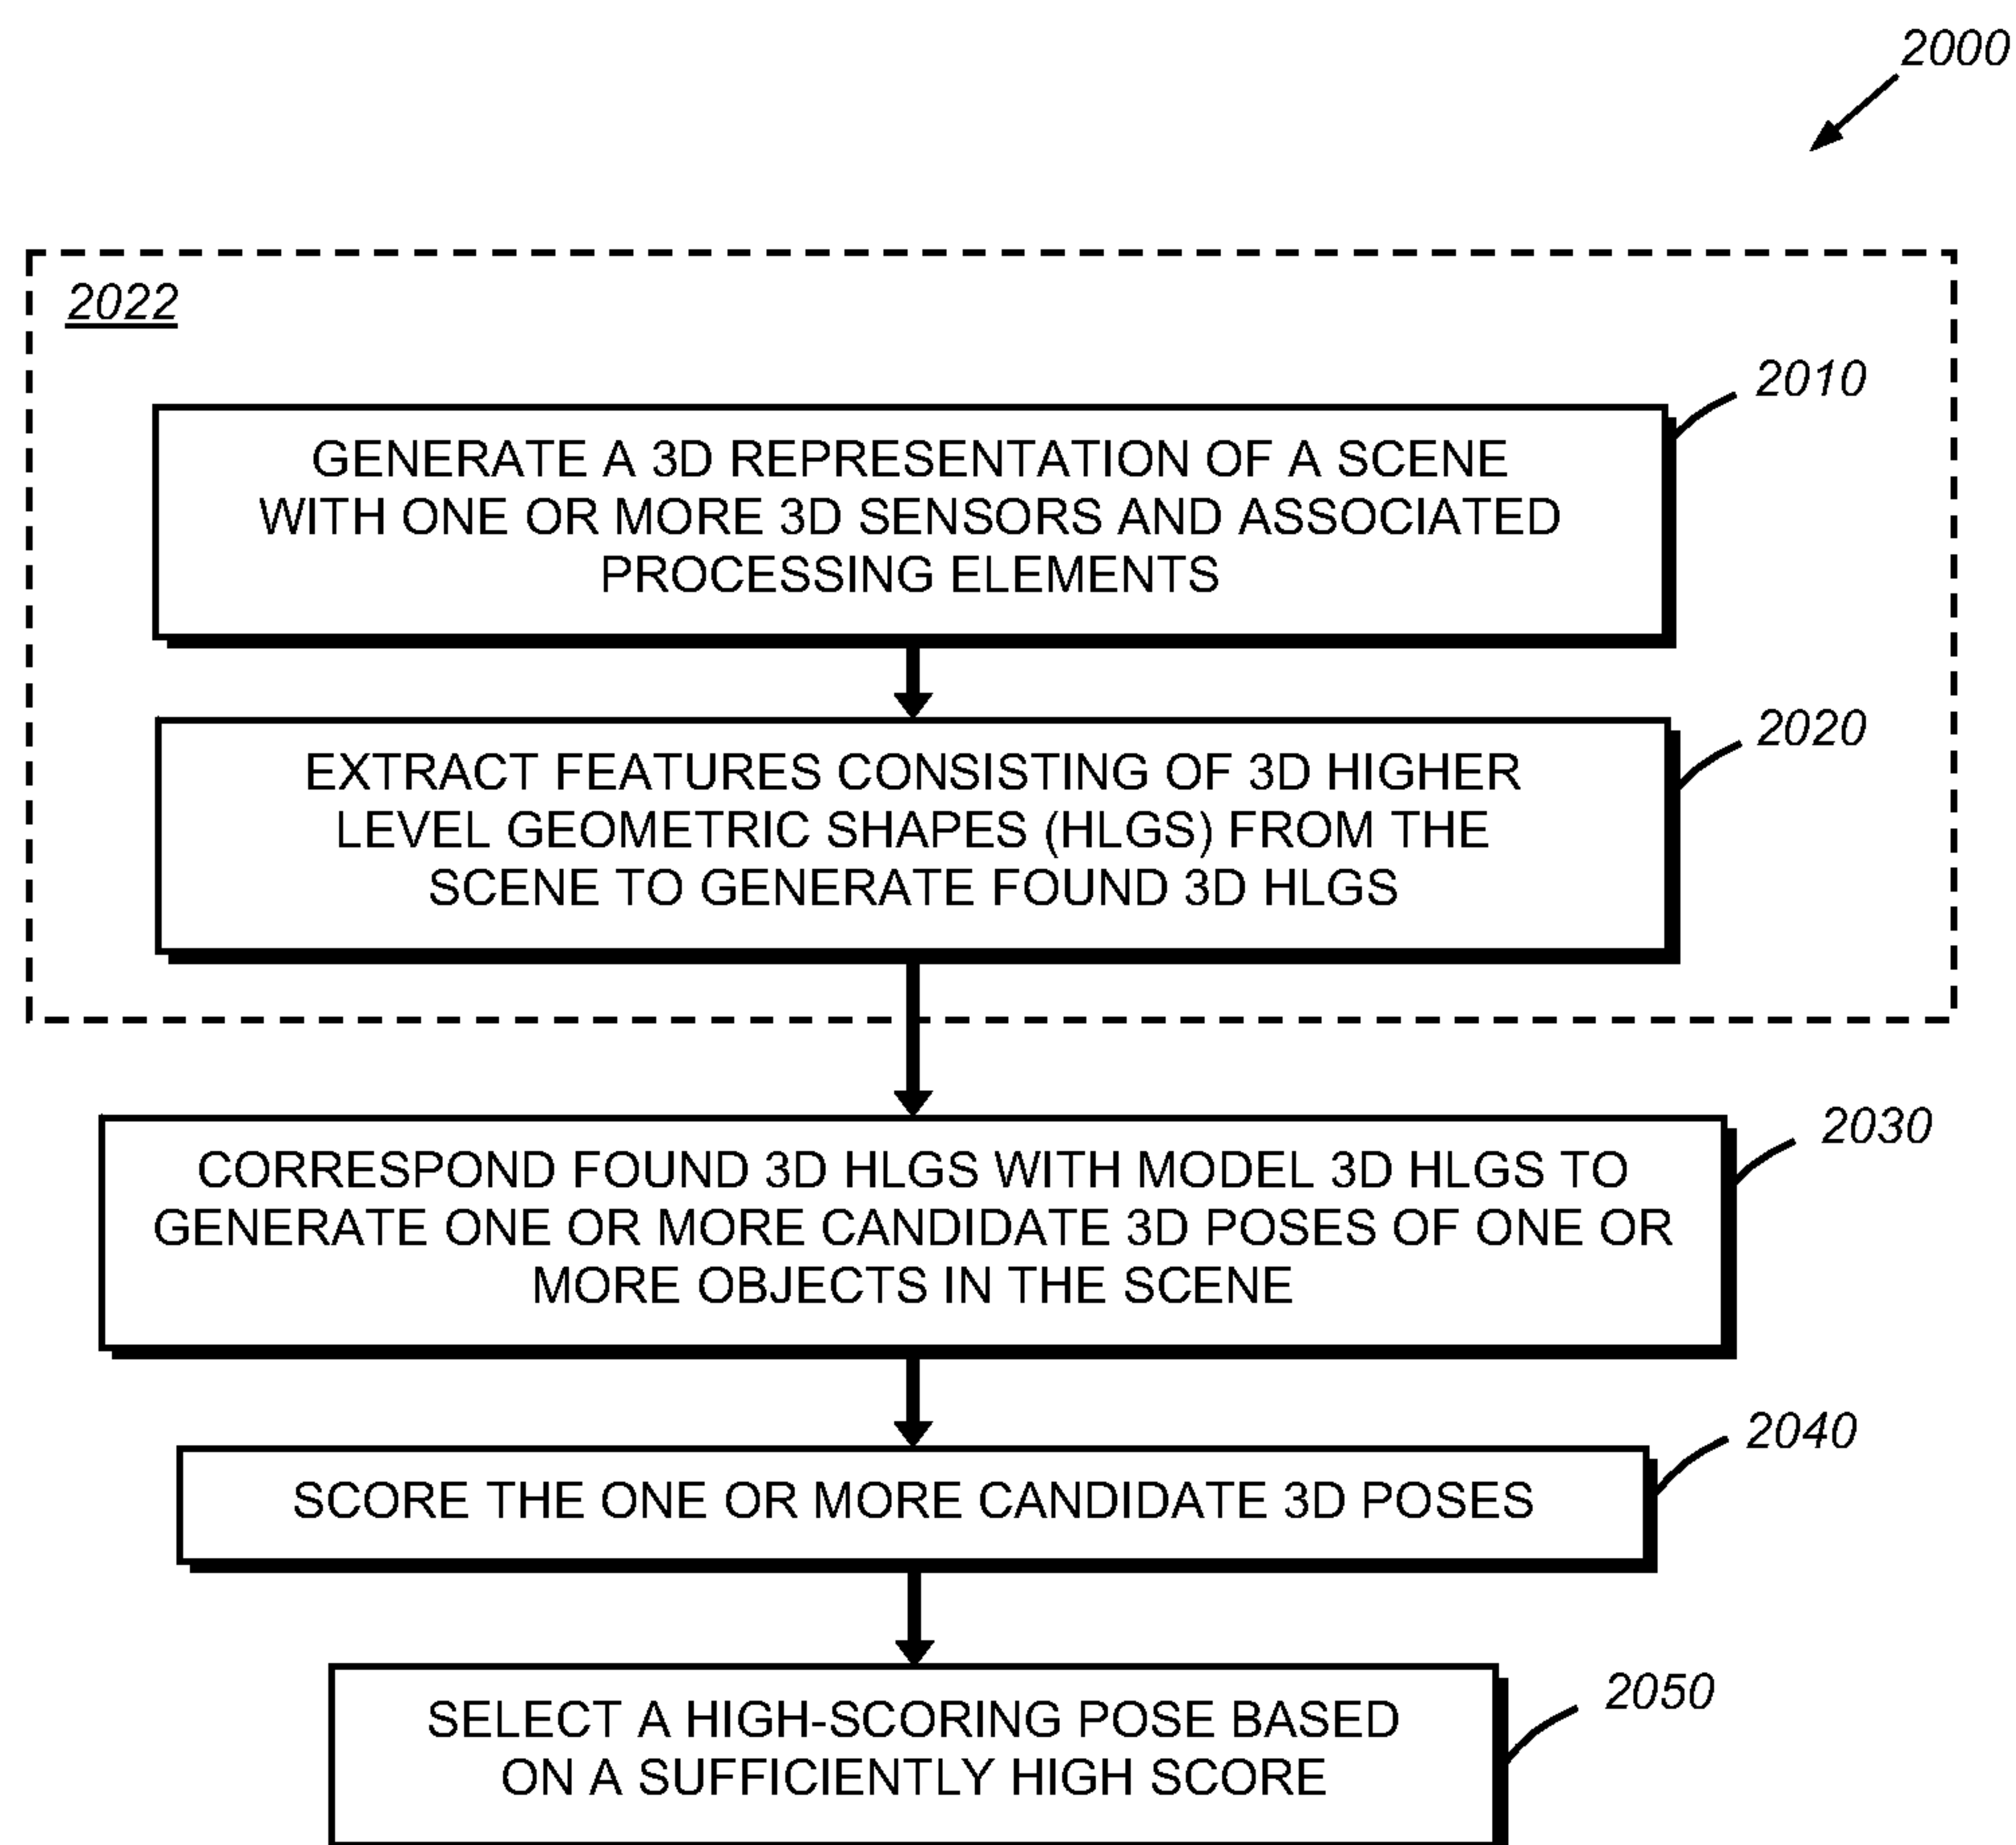 2000
2022
2010
GENERATE A 3D REPRESENTATION OF A SCENE
WITH ONE OR MORE 3D SENSORS AND ASSOCIATED
PROCESSING ELEMENTS
2020
EXTRACT FEATURES CONSISTING OF 3D HIGHER
LEVEL GEOMETRIC SHAPES (HLGS) FROM THE
SCENE TO GENERATE FOUND 3D HLGS
2030
CORRESPOND FOUND 3D HLGS WITH MODEL 3D HLGS TO
GENERATE ONE OR MORE CANDIDATE 3D POSES OF ONE OR
MORE OBJECTS IN THE SCENE
2040
SCORE THE ONE OR MORE CANDIDATE 3D POSES
2050
SELECT A HIGH-SCORING POSE BASED
ON A SUFFICIENTLY HIGH SCORE